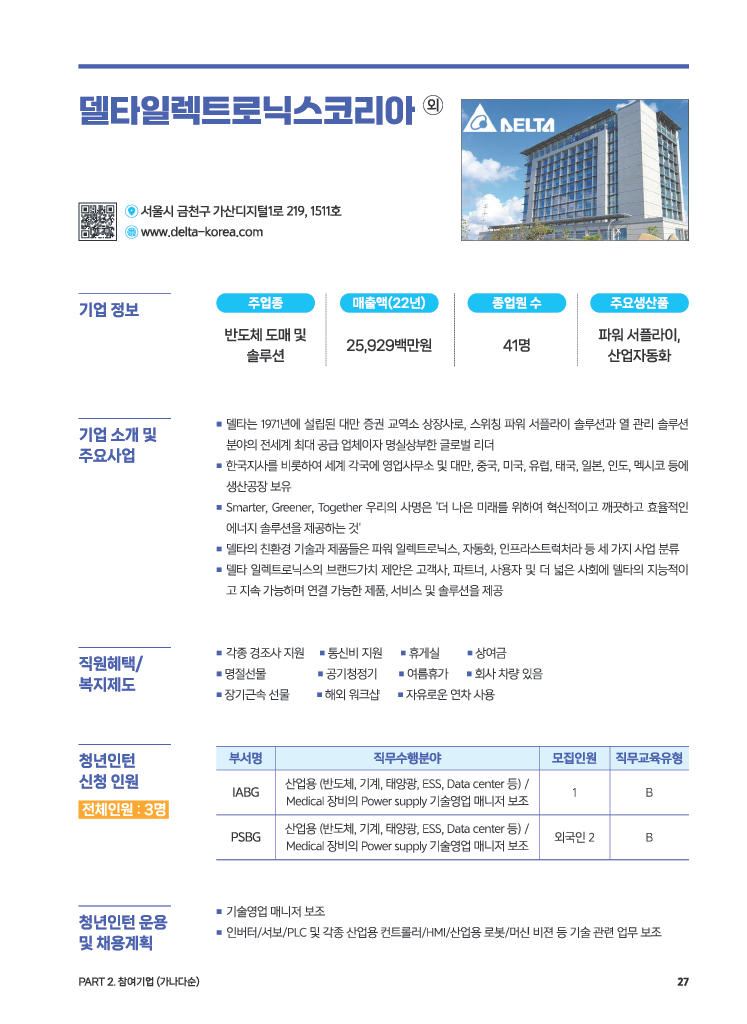 델타일렉트로닉스코리아 외
DELTA
서울시 금천구 가산디지털1로 219, 1511호
www.delta-korea.com
기업 정보
주업종
매출액(22년)
종업원 수
주요생산품
반도체 도매 및
솔루션
25,929백만원
41명
파워 서플라이,
산업자동화
기업 소개 및
주요사업
■ 델타는 1971년에 설립된 대만 증권 교역소 상장사로, 스위칭 파워 서플라이 솔루션과 열 관리 솔루션
분야의 전세계 최대 공급 업체이자 명실상부한 글로벌 리더
■ 한국지사를 비롯하여 세계 각국에 영업사무소 및 대만, 중국, 미국, 유럽, 태국, 일본, 인도, 멕시코 등에
생산공장 보유
■ Smarter, Greener, Together 우리의 사명은 '더 나은 미래를 위하여 혁신적이고 깨끗하고 효율적인
에너지 솔루션을 제공하는 것'
■ 델타의 친환경 기술과 제품들은 파워 일렉트로닉스, 자동화, 인프라스트럭처라 등 세 가지 사업 분류
■ 델타 일렉트로닉스의 브랜드가치 제안은 고객사, 파트너, 사용자 및 더 넓은 사회에 델타의 지능적이
고 지속 가능하며 연결 가능한 제품, 서비스 및 솔루션을 제공
직원혜택/
복지제도
■ 각종 경조사 지원 ■ 통신비 지원 ■ 휴게실 ■ 상여금
■ 명절선물 ■ 공기청정기 ■ 여름휴가 ■ 회사 차량 있음
■ 장기근속 선물 ■ 해외 워크샵 ■ 자유로운 연차 사용
청년인턴
신청 인원
전체인원 : 3명
부서명 직무수행분야 모집인원 직무교육유형
산업용 (반도체, 기계, 태양광, ESS, Data center 등) /
IABG 1 B
Medical 장비의 Power supply 기술영업 매니저 보조
산업용 (반도체, 기계, 태양광, ESS, Data center 등) /
PSBG 외국인 2 B
Medical 장비의 Power supply 기술영업 매니저 보조
청년인턴 운용
및 채용계획
■ 기술영업 매니저 보조
■ 인버터/서보/PLC 및 각종 산업용 컨트롤러/HMI/산업용 로봇/머신 비젼 등 기술 관련 업무 보조
PART 2. 참여기업 (가나다순)
27